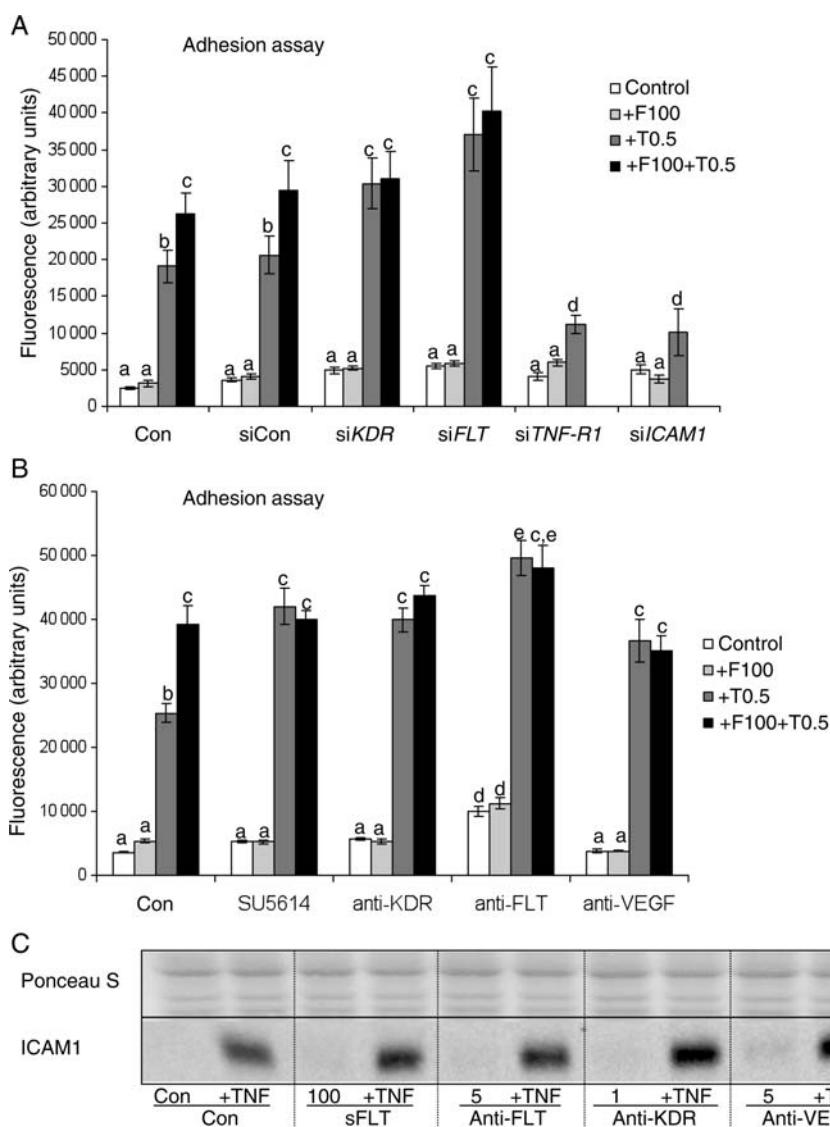 A
Adhesion assay
Fluorescence (arbitrary units)
50 000
45 000
40 000
35 000
30 000
25 000
20 000
15 000
10 000
5000
0
a a b c
a a b c
a a c c
a a c c
a a d
a a d
Control
+F100
+T0.5
+F100+T0.5
Con siCon siKDR siFLT siTNF-R1 siICAM1
B
Adhesion assay
Fluorescence (arbitrary units)
60 000
50 000
40 000
30 000
20 000
10 000
0
a a b c
a a c c
a a c c
d d e c,e
a a c c
Control
+F100
+T0.5
+F100+T0.5
Con SU5614 anti-KDR anti-FLT anti-VEGF
C
Ponceau S
ICAM1
Con +TNF 100 +TNF 5 +TNF 1 +TNF 5 +T
Con sFLT Anti-FLT Anti-KDR Anti-VE